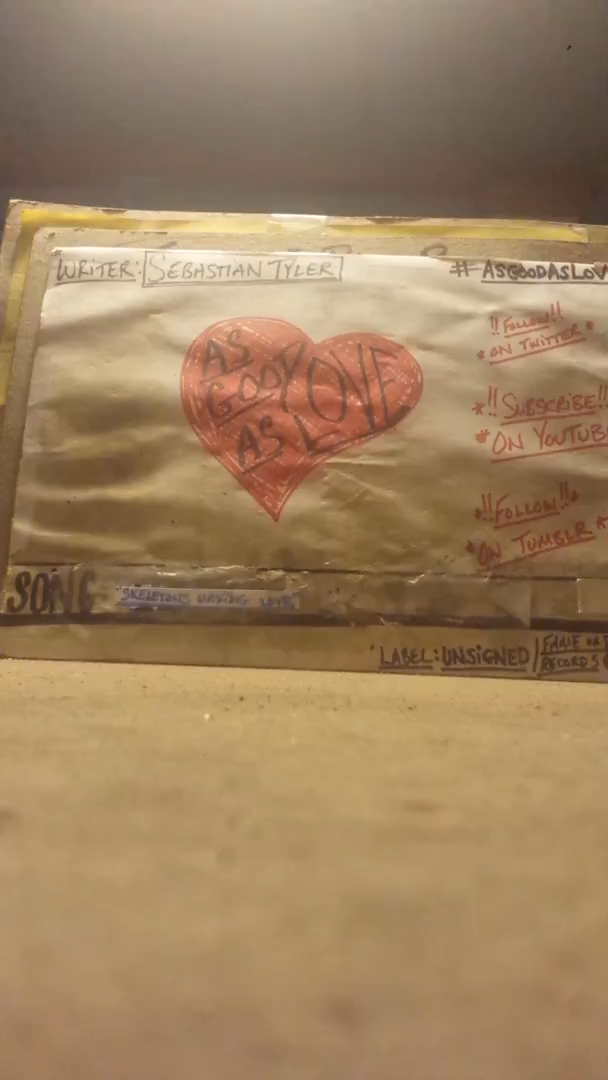 WRITER: SEBASTIAN TYLER
# ASGOODASLOV
!!FOLLOW!!
*ON TWITTER*
*!!SUBSCRIBE!!
*ON YOUTUB
*!!FOLLOW!!*
*ON TUMBLR*
AS
GOOD
AS LOVE
SONG
SKELETONS HAVING
LABEL: UNSIGNED/
FAME
RECORDS